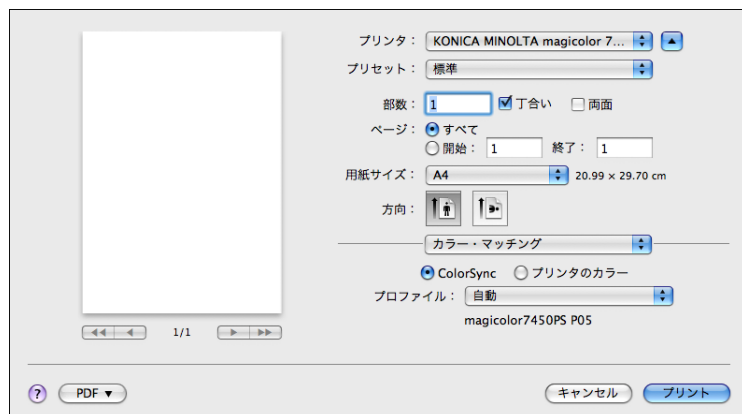 プリンタ： KONICA MINOLTA magicolor 7...
プリセット： 標準
部数： 1 丁合い 両面
ページ： すべて
開始： 1 終了： 1
用紙サイズ： A4 20.99 × 29.70 cm
方向：
カラー・マッチング
ColorSync プリンタのカラー
プロファイル： 自動
magicolor7450PS P05
1/1
? PDF ▼ キャンセル プリント